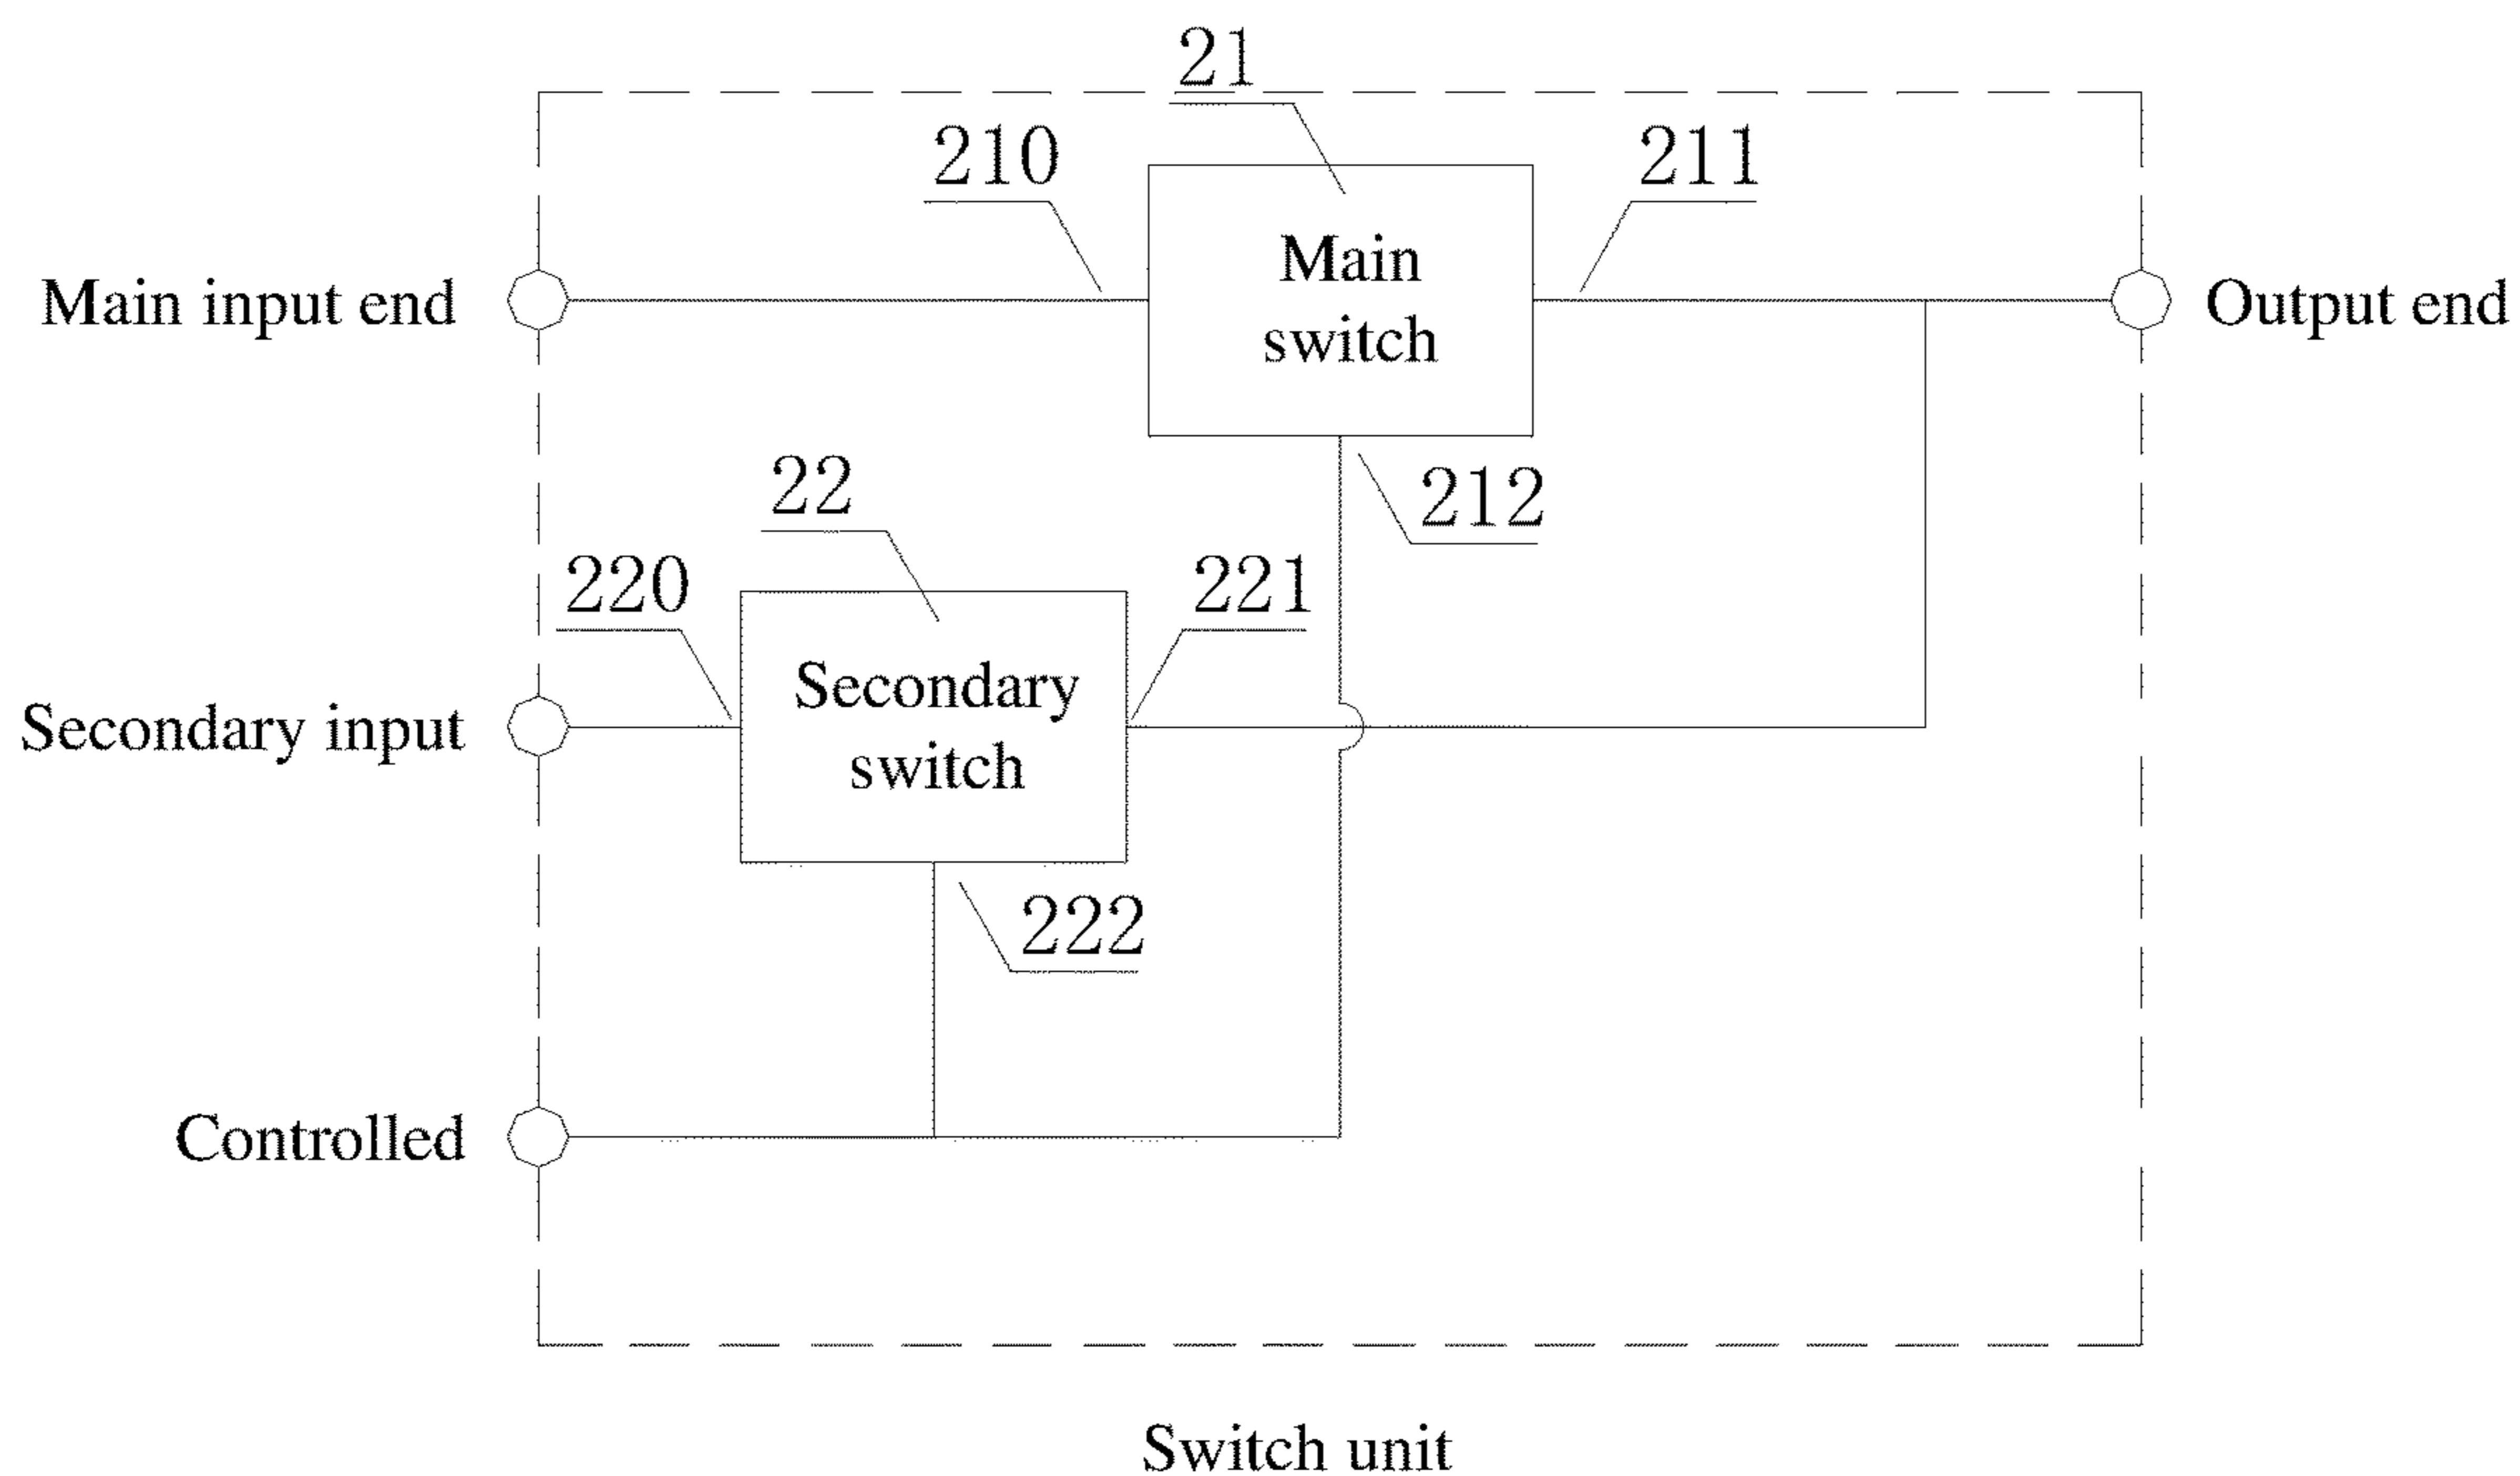 21
210
211
Main
switch
Main input end
Output end
212
22
220
221
Secondary
switch
Secondary input
222
Controlled
Switch unit